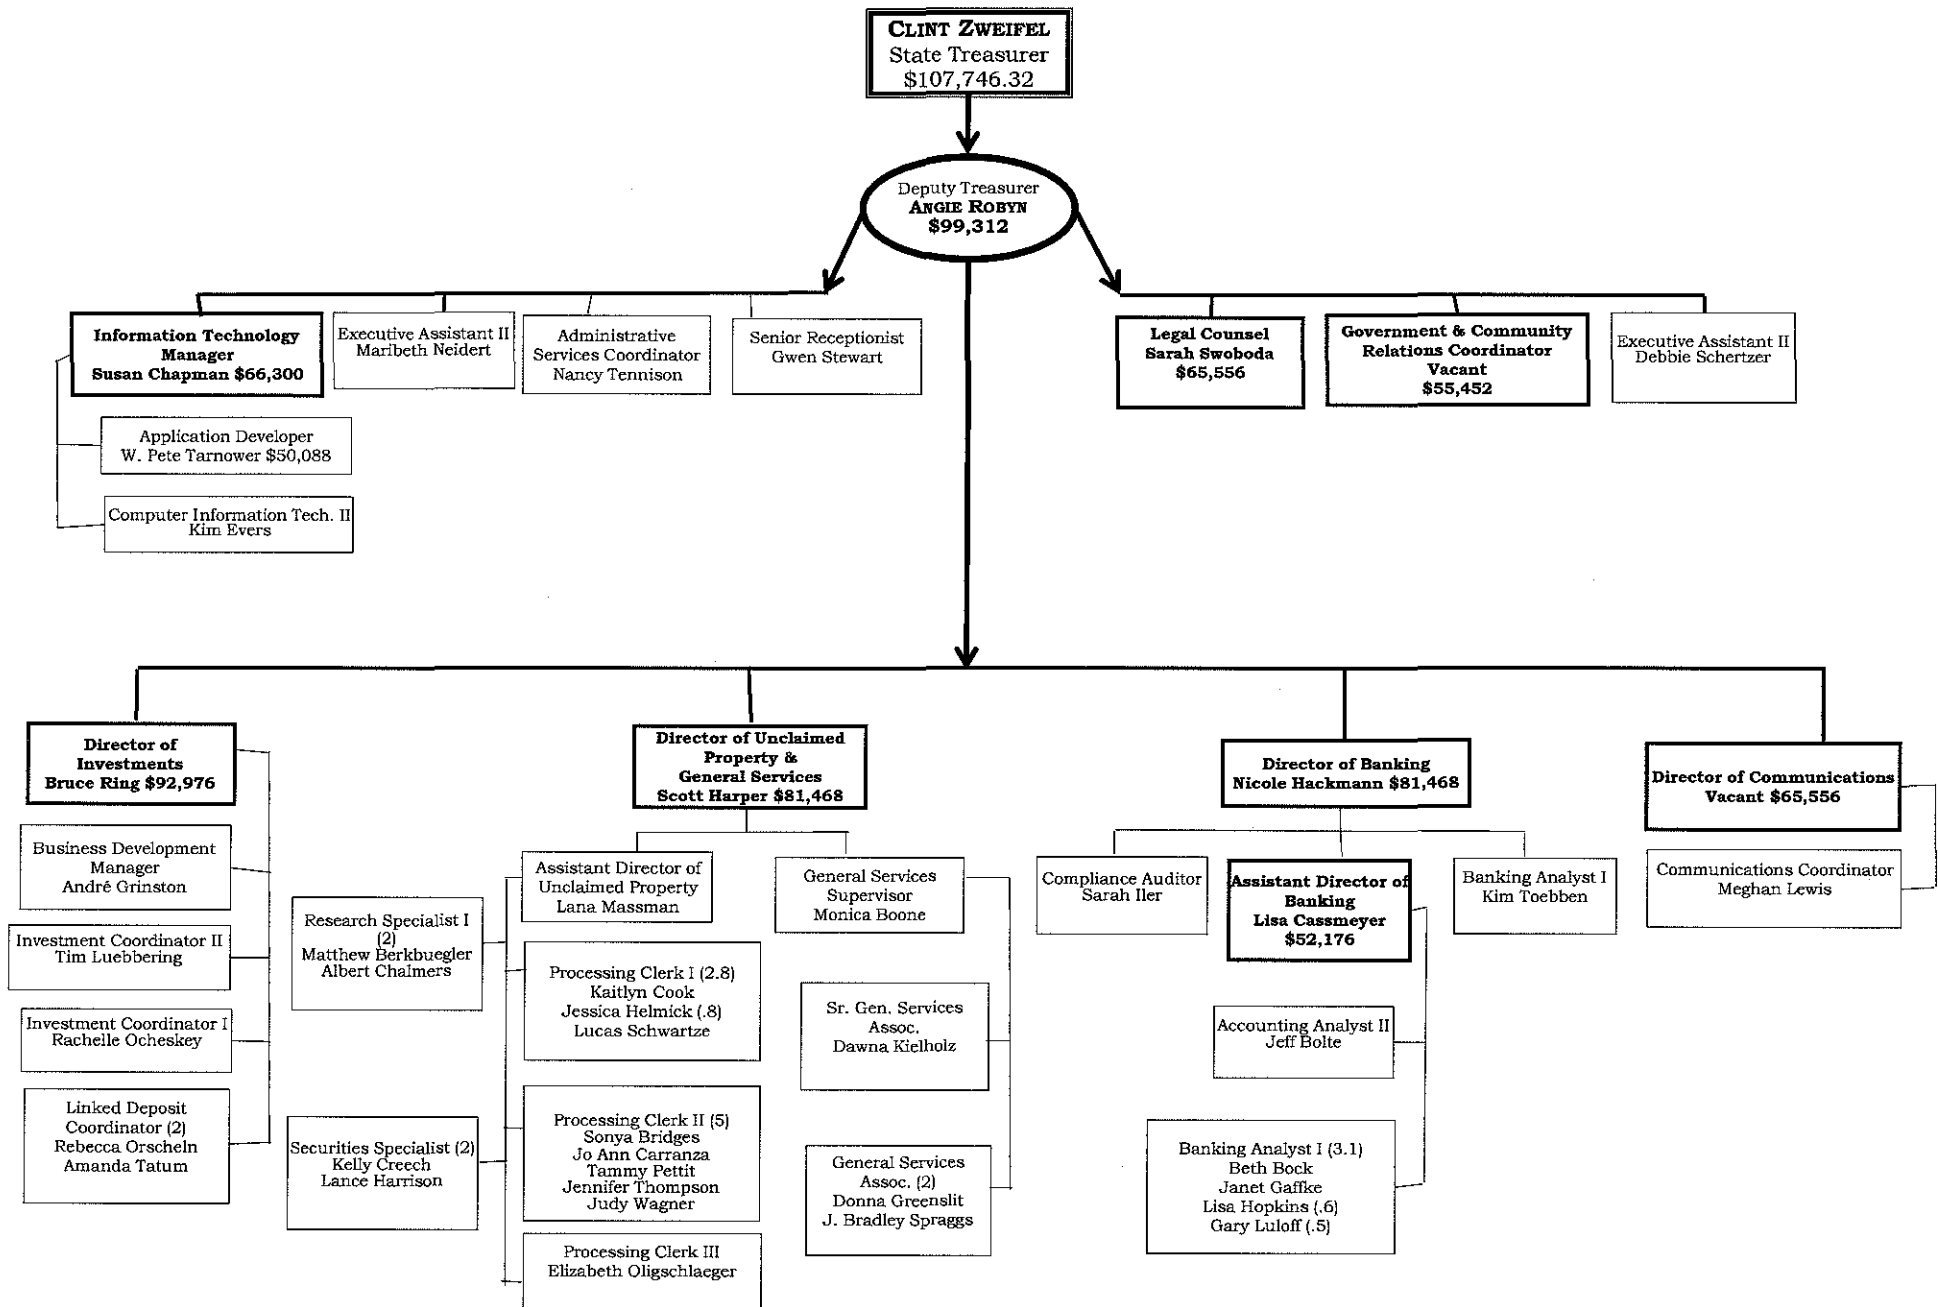 CLINT ZWEIFEL
State Treasurer
$107,746.32
Deputy Treasurer
ANGIE ROBYN
$99,312
Information Technology
Manager
Susan Chapman $66,300
Executive Assistant II
Maribeth Neidert
Administrative
Services Coordinator
Nancy Tennison
Senior Receptionist
Gwen Stewart
Legal Counsel
Sarah Swoboda
$65,556
Government & Community
Relations Coordinator
Vacant
$55,452
Executive Assistant II
Debbie Schertzer
Application Developer
W. Pete Tarnower $50,088
Computer Information Tech. II
Kim Evers
Director of
Investments
Bruce Ring $92,976
Business Development
Manager
André Grinston
Investment Coordinator II
Tim Luebbering
Investment Coordinator I
Rachelle Ocheskey
Linked Deposit
Coordinator (2)
Rebecca Orscheln
Amanda Tatum
Director of Unclaimed
Property &
General Services
Scott Harper $81,468
Assistant Director of
Unclaimed Property
Lana Massman
Research Specialist I
(2)
Matthew Berkbuegler
Albert Chalmers
Securities Specialist (2)
Kelly Creech
Lance Harrison
Processing Clerk I (2.8)
Kaitlyn Cook
Jessica Helmick (.8)
Lucas Schwartze
Processing Clerk II (5)
Sonya Bridges
Jo Ann Carranza
Tammy Pettit
Jennifer Thompson
Judy Wagner
Processing Clerk III
Elizabeth Oligschlaeger
General Services
Supervisor
Monica Boone
Sr. Gen. Services
Assoc.
Dawna Kielholz
General Services
Assoc. (2)
Donna Greenslit
J. Bradley Spraggs
Director of Banking
Nicole Hackmann $81,468
Compliance Auditor
Sarah Iler
Assistant Director of
Banking
Lisa Cassmeyer
$52,176
Banking Analyst I
Kim Toebben
Accounting Analyst II
Jeff Bolte
Banking Analyst I (3.1)
Beth Bock
Janet Gaffke
Lisa Hopkins (.6)
Gary Luloff (.5)
Director of Communications
Vacant $65,556
Communications Coordinator
Meghan Lewis